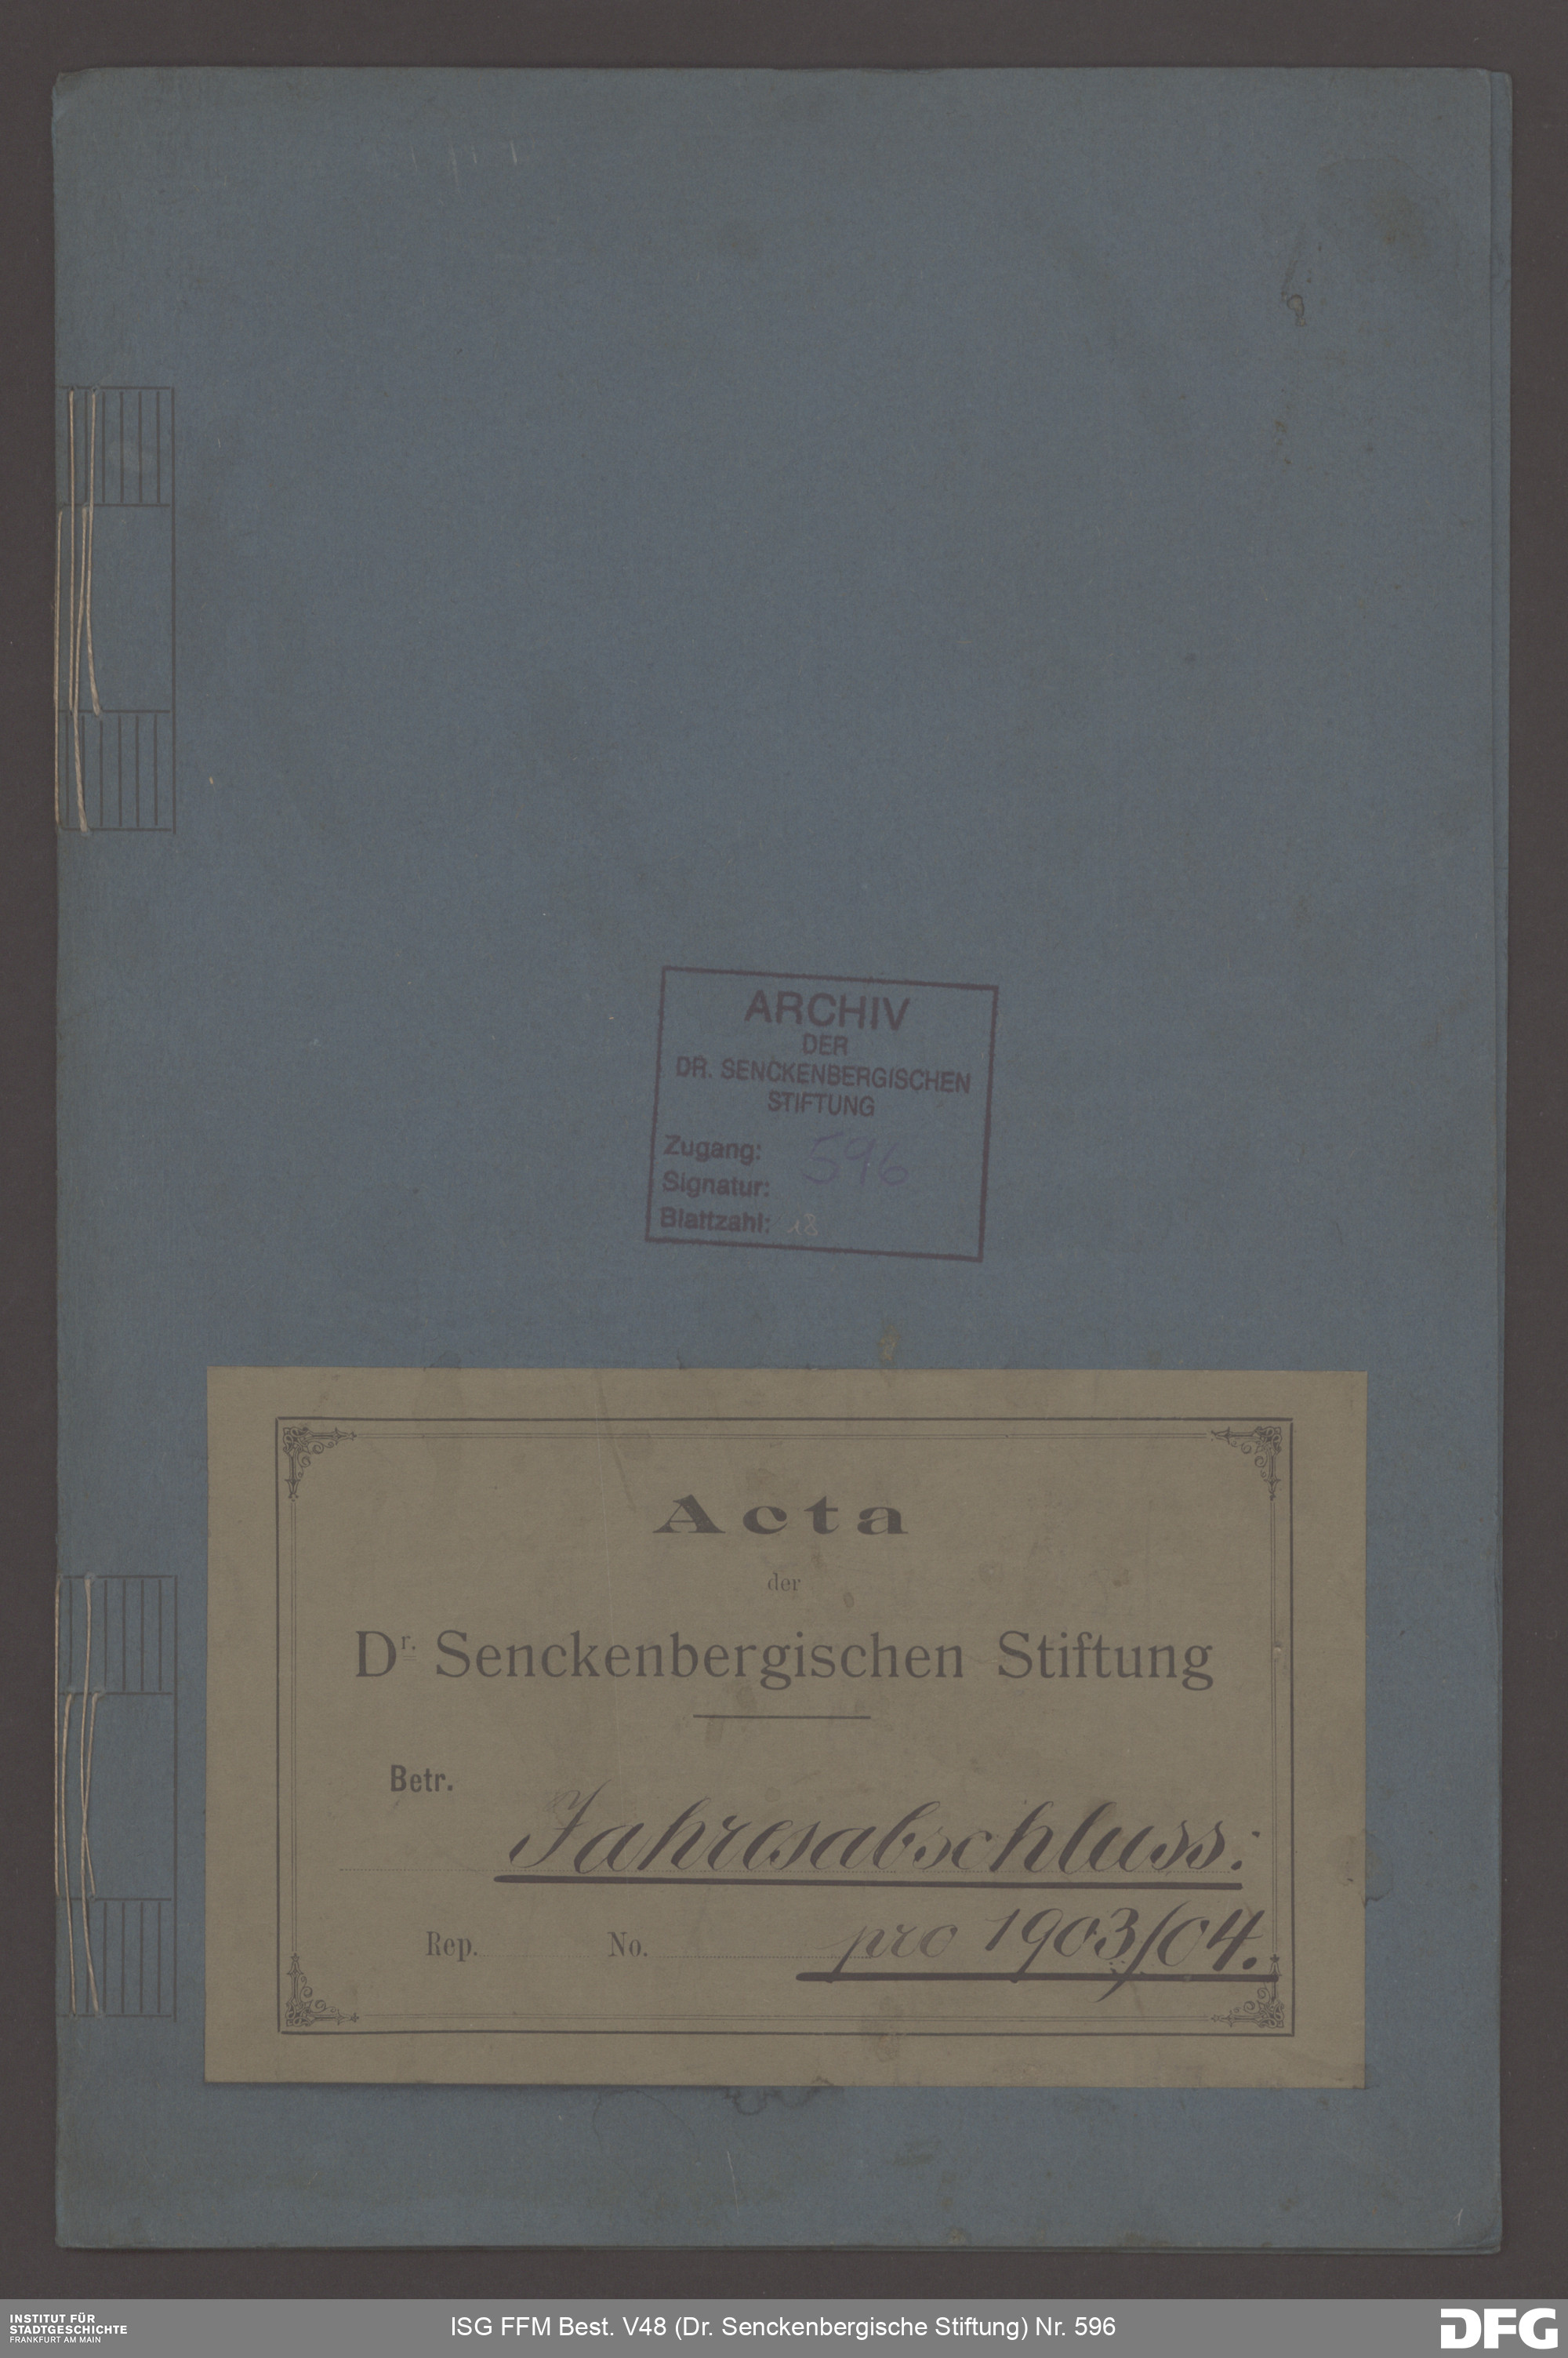 ARCHIV
DER
DR. SENCKENBERGISCHEN
STIFTUNG
Zugang: 596
Signatur:
Blattzahl: 18
Acta
der
Dr. Senckenbergischen Stiftung
Betr.
Jahresabschluss:
Rep. No. pro 1903/04.
1
INSTITUT FÜR
STADTGESCHICHTE
FRANKFURT AM MAIN
ISG FFM Best. V48 (Dr. Senckenbergische Stiftung) Nr. 596
DFG